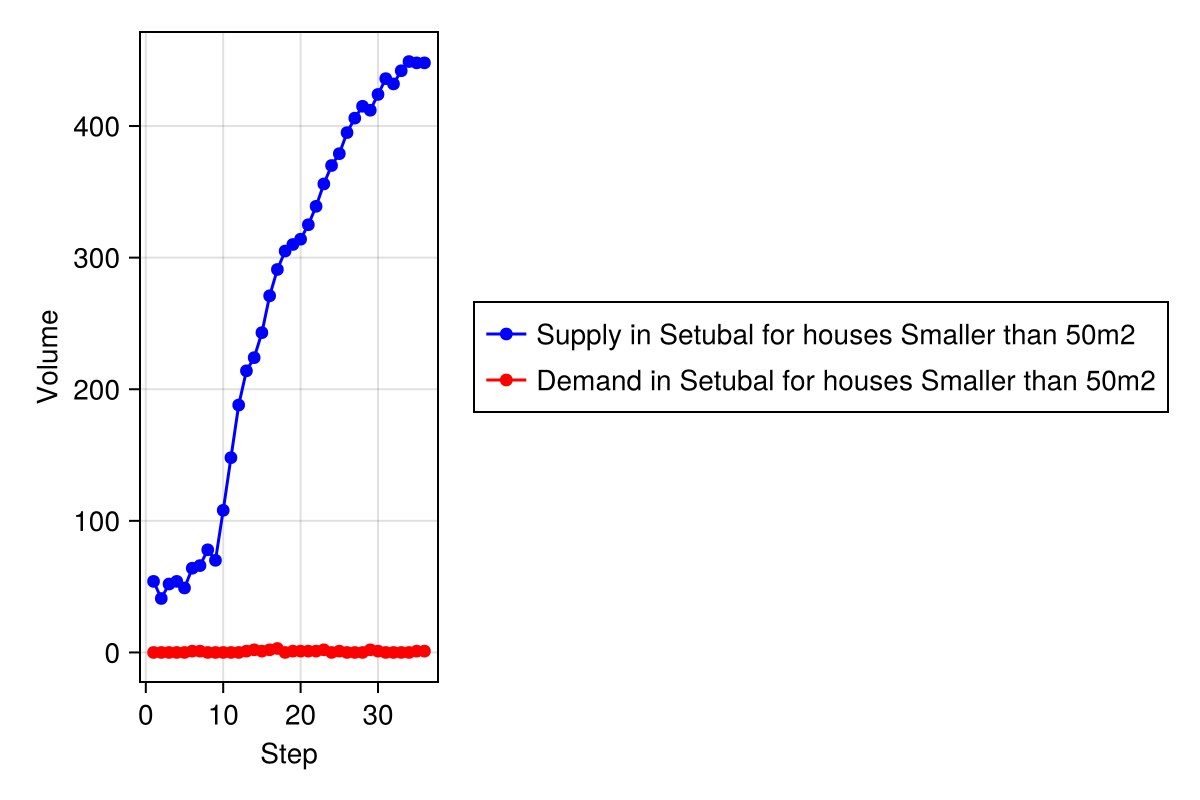 400
300
200
100
0
Volume
0 10 20 30
Step
Supply in Setubal for houses Smaller than 50m2
Demand in Setubal for houses Smaller than 50m2